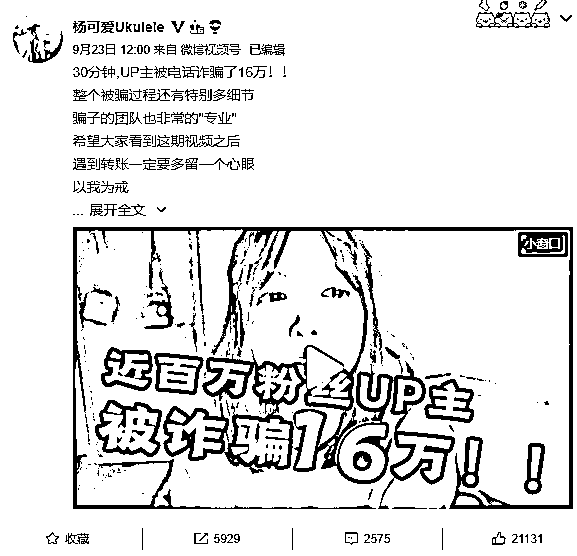 杨可爱Ukulele
9月23日 12:00 来自 微信视频号 已编辑
30分钟,UP主被电话诈骗了16万！！
整个被骗过程还有特别多细节
骗子的团队也非常的"专业"
希望大家看到这期视频之后
遇到转账一定要多留一个心眼
以我为戒
... 展开全文
小窗口
近百万粉丝UP主
被诈骗16万！！
收藏
5929
2575
21131